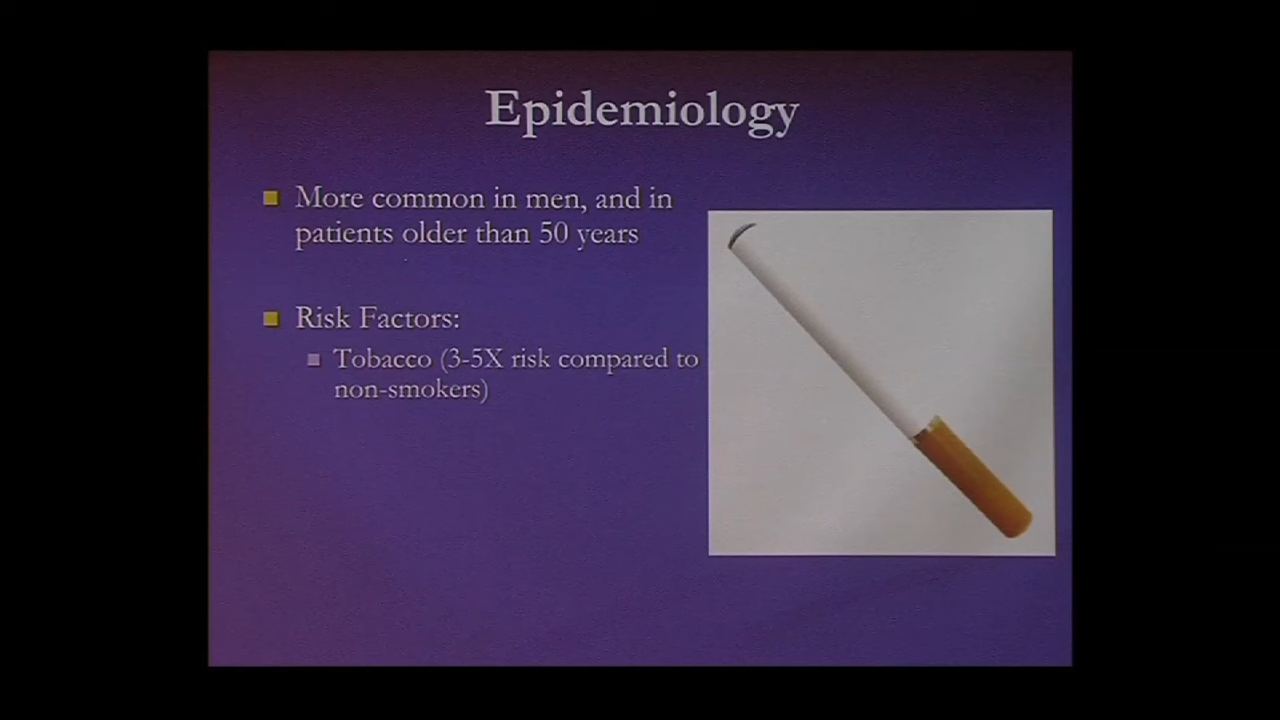 Epidemiology
More common in men, and in
patients older than 50 years
Risk Factors:
Tobacco (3-5X risk compared to
non-smokers)